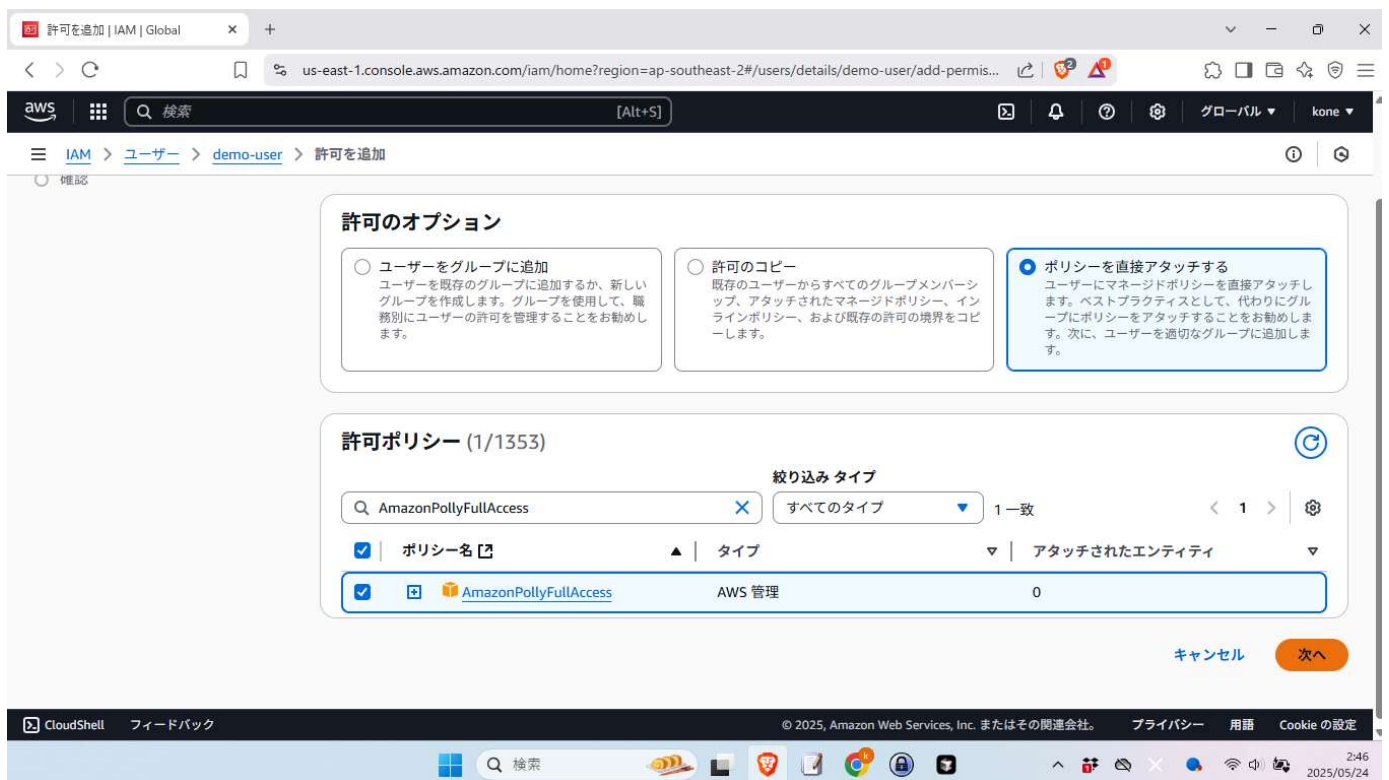 許可を追加 | IAM | Global
us-east-1.console.aws.amazon.com/iam/home?region=ap-southeast-2#/users/details/demo-user/add-permis...
2
aws
検索
[Alt+S]
グローバル
kone
IAM > ユーザー > demo-user > 許可を追加
確認
許可のオプション
ユーザーをグループに追加
ユーザーを既存のグループに追加するか、新しい
グループを作成します。グループを使用して、職
務別にユーザーの許可を管理することをお勧めし
ます。
許可のコピー
既存のユーザーからすべてのグループメンバーシ
ップ、アタッチされたマネージドポリシー、イン
ラインポリシー、および既存の許可の境界をコピ
ーします。
ポリシーを直接アタッチする
ユーザーにマネージドポリシーを直接アタッチし
ます。ベストプラクティスとして、代わりにグル
ープにポリシーをアタッチすることをお勧めしま
す。次に、ユーザーを適切なグループに追加しま
す。
許可ポリシー (1/1353)
絞り込み タイプ
AmazonPollyFullAccess
すべてのタイプ
1 一致
1
ポリシー名
タイプ
アタッチされたエンティティ
AmazonPollyFullAccess
AWS 管理
0
キャンセル
次へ
CloudShell
フィードバック
© 2025, Amazon Web Services, Inc. またはその関連会社。
プライバシー
用語
Cookie の設定
検索
2:46
2025/05/24